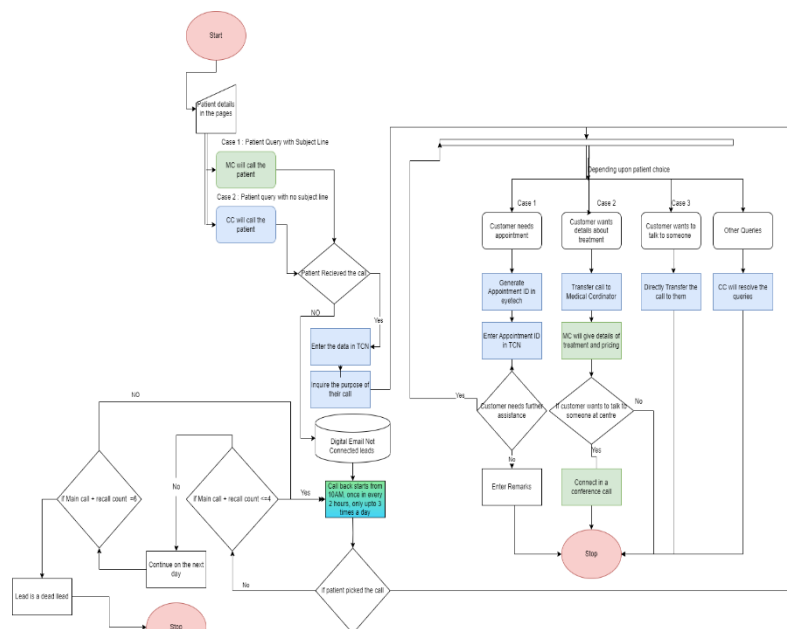 Start
Patient details
in the pages
Case 1 : Patient Query with Subject Line
MC will call the
patient
Case 2 : Patient query with no subject line
CC will call the
patient
Patient Recieved the call
NO
Yes
Enter the data in TCN
Inquire the purpose of
their call
Digital Email Not
Connected leads
Call back starts from
10AM, once in every
2 hours, only upto 3
times a day
If patient picked the call
No
if Main call + recall count <=4
Yes
No
Continue on the next
day
if Main call + recall count =6
NO
Lead is a dead lead
Stop
Depending upon patient choice
Case 1
Case 2
Case 3
Customer needs
appointment
Customer wants
details about
treatment
Customer wants to
talk to someone
Other Queries
Generate
Appointment ID in
eyetech
Transfer call to
Medical Cordinator
Directly Transfer the
call to them
CC will resolve the
queries
Enter Appointment ID
in TCN
MC will give details of
treatment and pricing
Customer needs further
assistance
Yes
No
If customer wants to talk to
someone at centre
No
Yes
Enter Remarks
Connect in a
conference call
Stop